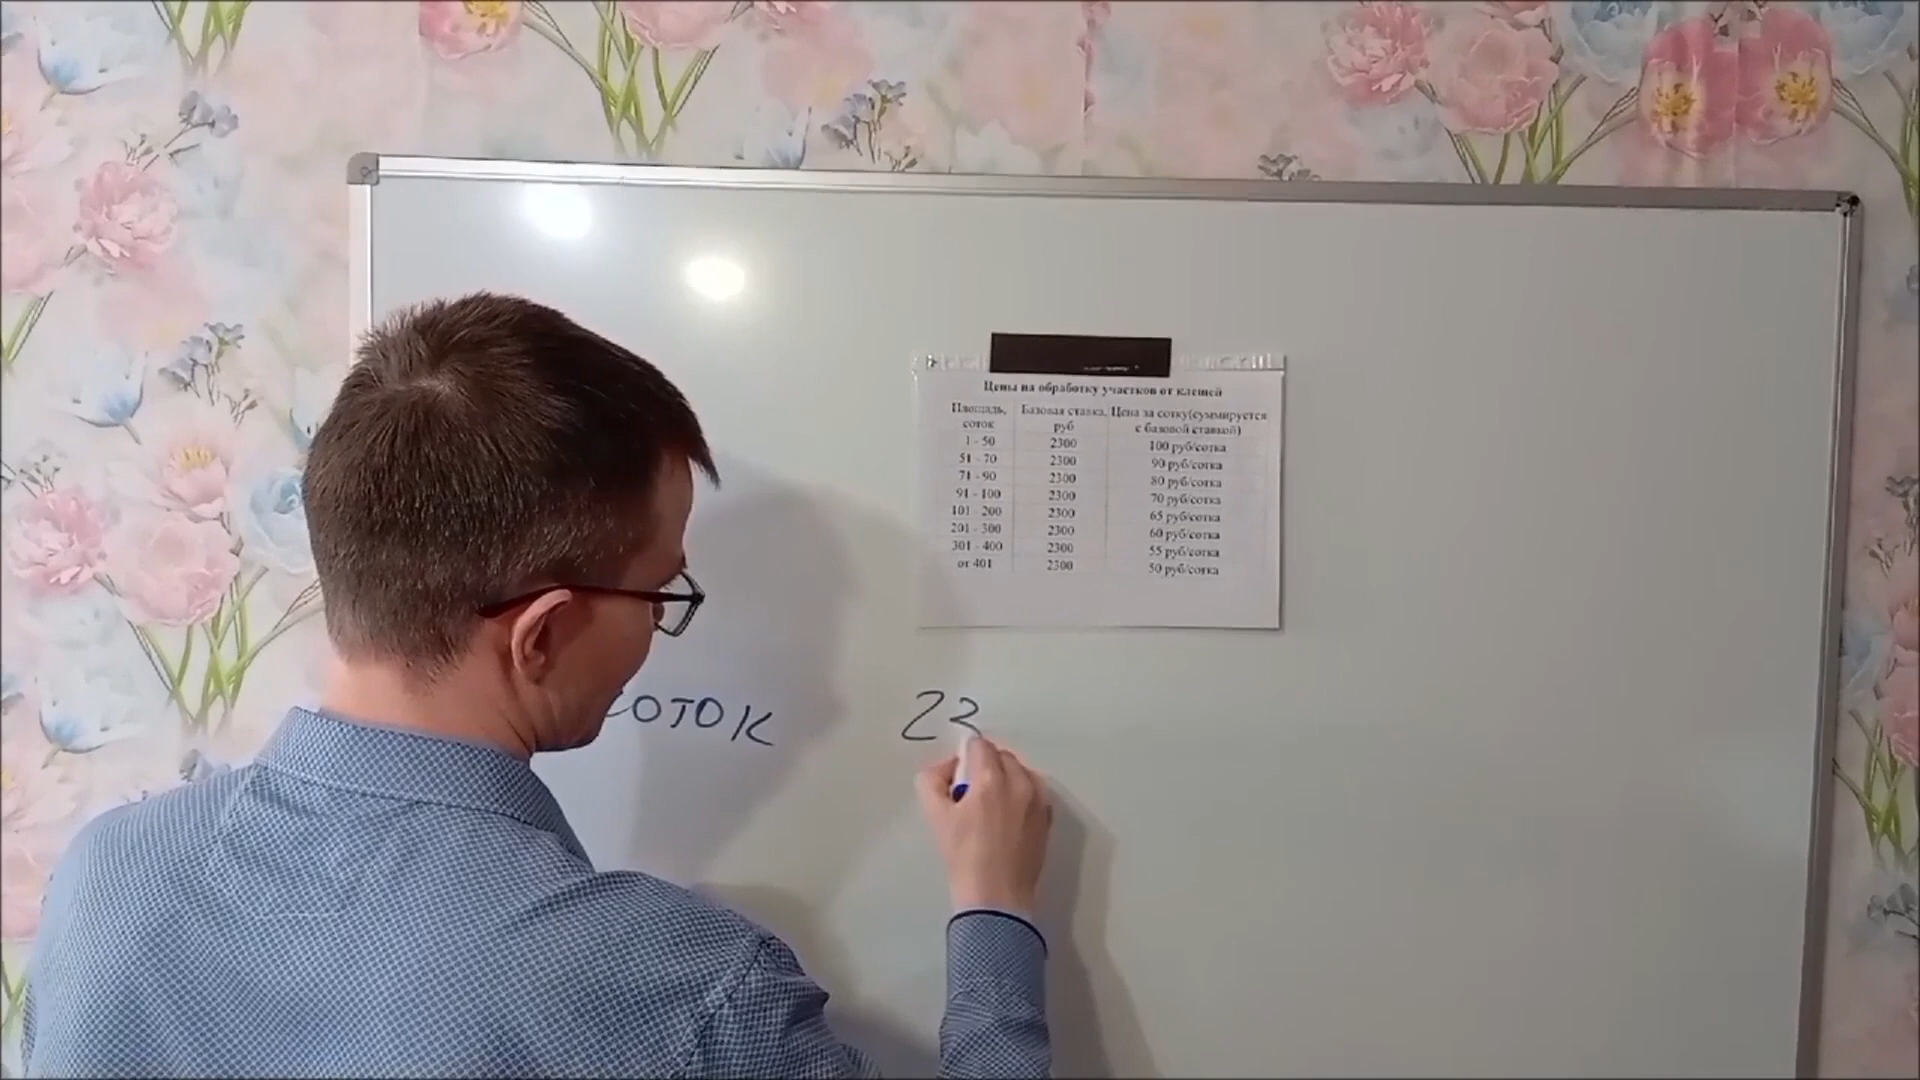 Цены на обработку участков от клещей
Площадь, соток Базовая ставка, руб Цена за сотку(суммируется с базовой ставкой)
1 - 50 2300 100 руб/сотка
51 - 70 2300 90 руб/сотка
71 - 90 2300 80 руб/сотка
91 - 100 2300 70 руб/сотка
101 - 200 2300 65 руб/сотка
201 - 300 2300 60 руб/сотка
301 - 400 2300 55 руб/сотка
от 401 2300 50 руб/сотка
соток 23